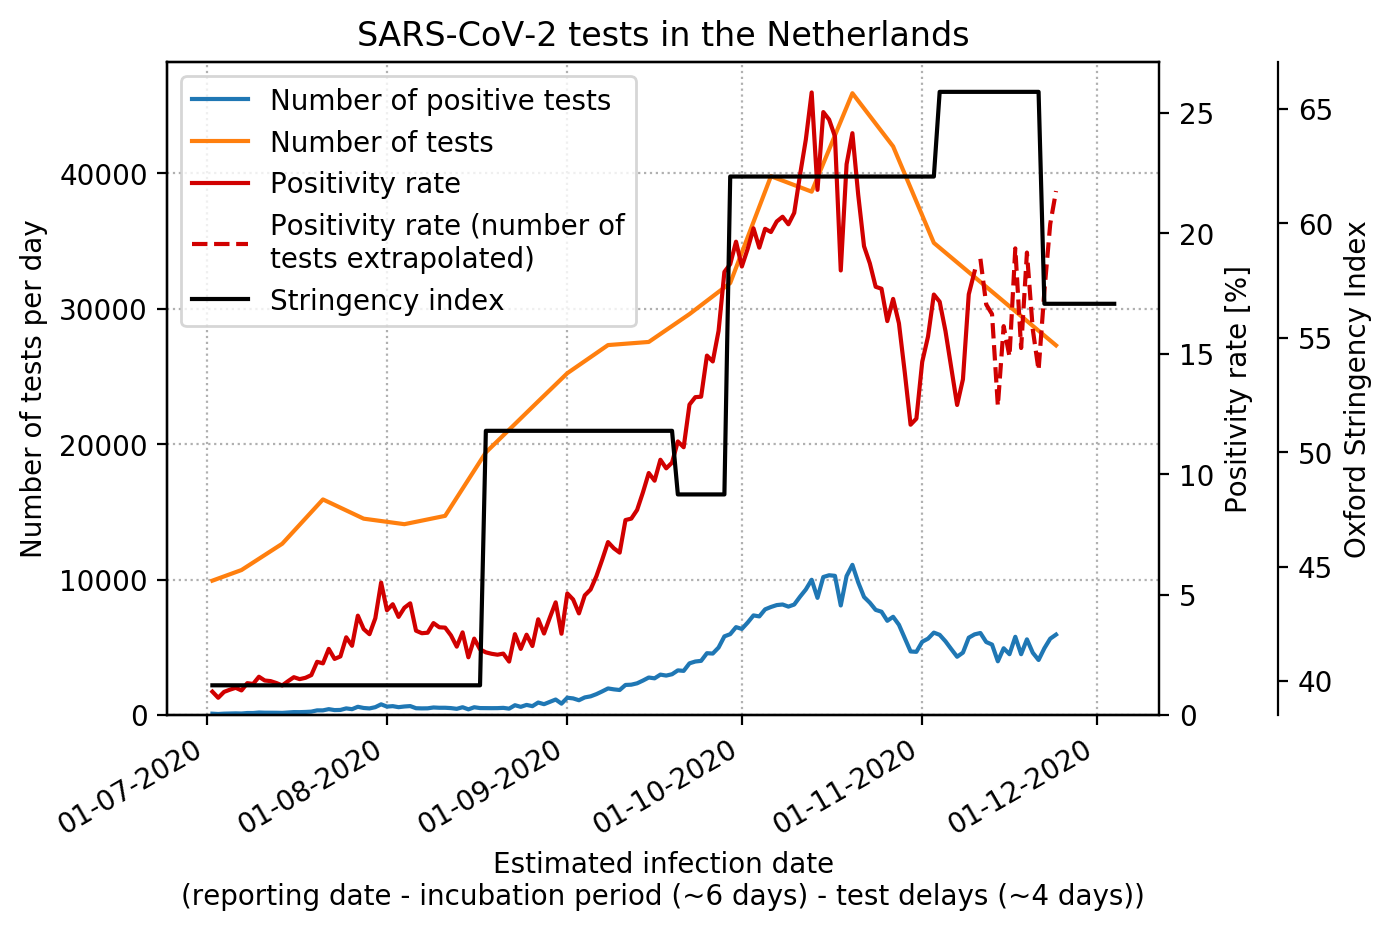 SARS-CoV-2 tests in the Netherlands
Number of positive tests
Number of tests
Positivity rate
Positivity rate (number of
tests extrapolated)
Stringency index
Number of tests per day
40000
30000
20000
10000
0
Positivity rate [%]
25
20
15
10
5
0
Oxford Stringency Index
65
60
55
50
45
40
01-07-2020
01-08-2020
01-09-2020
01-10-2020
01-11-2020
01-12-2020
Estimated infection date
(reporting date - incubation period (~6 days) - test delays (~4 days))